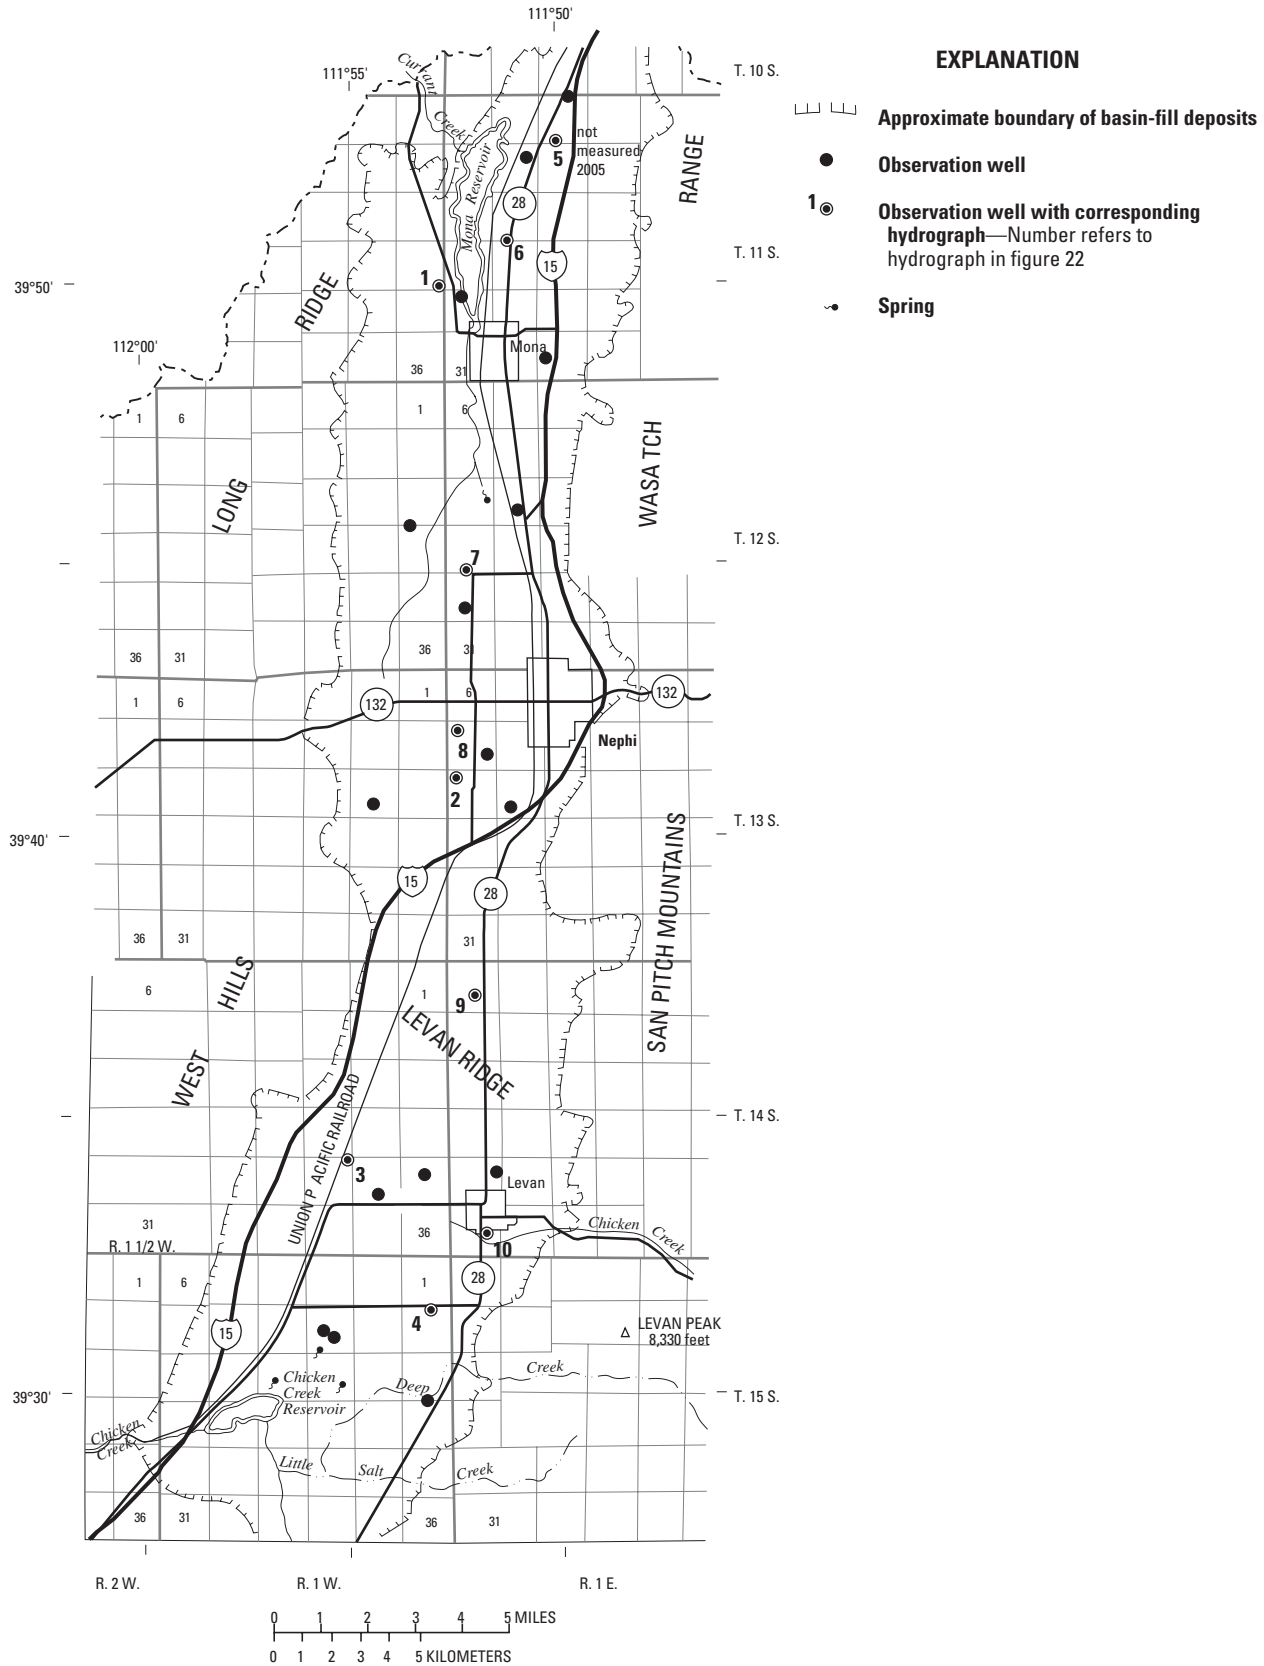 111°50'
EXPLANATION
T. 10 S.
111°55'
Currant
Creek
Approximate boundary of basin-fill deposits
not
measured
2005
5
Observation well
RANGE
Mona Reservoir
28
1
Observation well with corresponding
hydrograph—Number refers to
hydrograph in figure 22
6
T. 11 S.
15
1
39°50'
RIDGE
Spring
112°00'
Mona
36
31
1
6
1
6
LONG
WASATCH
T. 12 S.
7
36
31
36
31
1
6
1
6
132
132
Nephi
8
2
T. 13 S.
39°40'
15
28
SAN PITCH MOUNTAINS
36
31
31
6
HILLS
1
9
LEVAN RIDGE
WEST
UNION PACIFIC RAILROAD
T. 14 S.
3
Levan
31
36
Chicken
Creek
R. 1 1/2 W.
10
1
6
1
28
4
15
LEVAN PEAK
8,330 feet
Chicken
Creek
Reservoir
Deep
Creek
39°30'
T. 15 S.
Chicken
Creek
Little
Salt
Creek
36
31
36
31
R. 2 W.
R. 1 W.
R. 1 E.
0 1 2 3 4 5 MILES
0 1 2 3 4 5 KILOMETERS